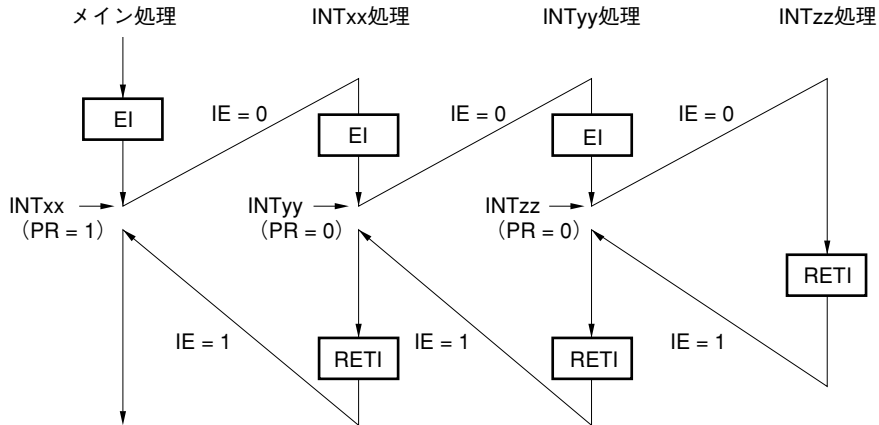 メイン処理
INTxx処理
INTyy処理
INTzz処理
EI
IE = 0
EI
IE = 0
EI
IE = 0
INTxx
（PR = 1）
INTyy
（PR = 0）
INTzz
（PR = 0）
RETI
IE = 1
RETI
IE = 1
RETI
IE = 1